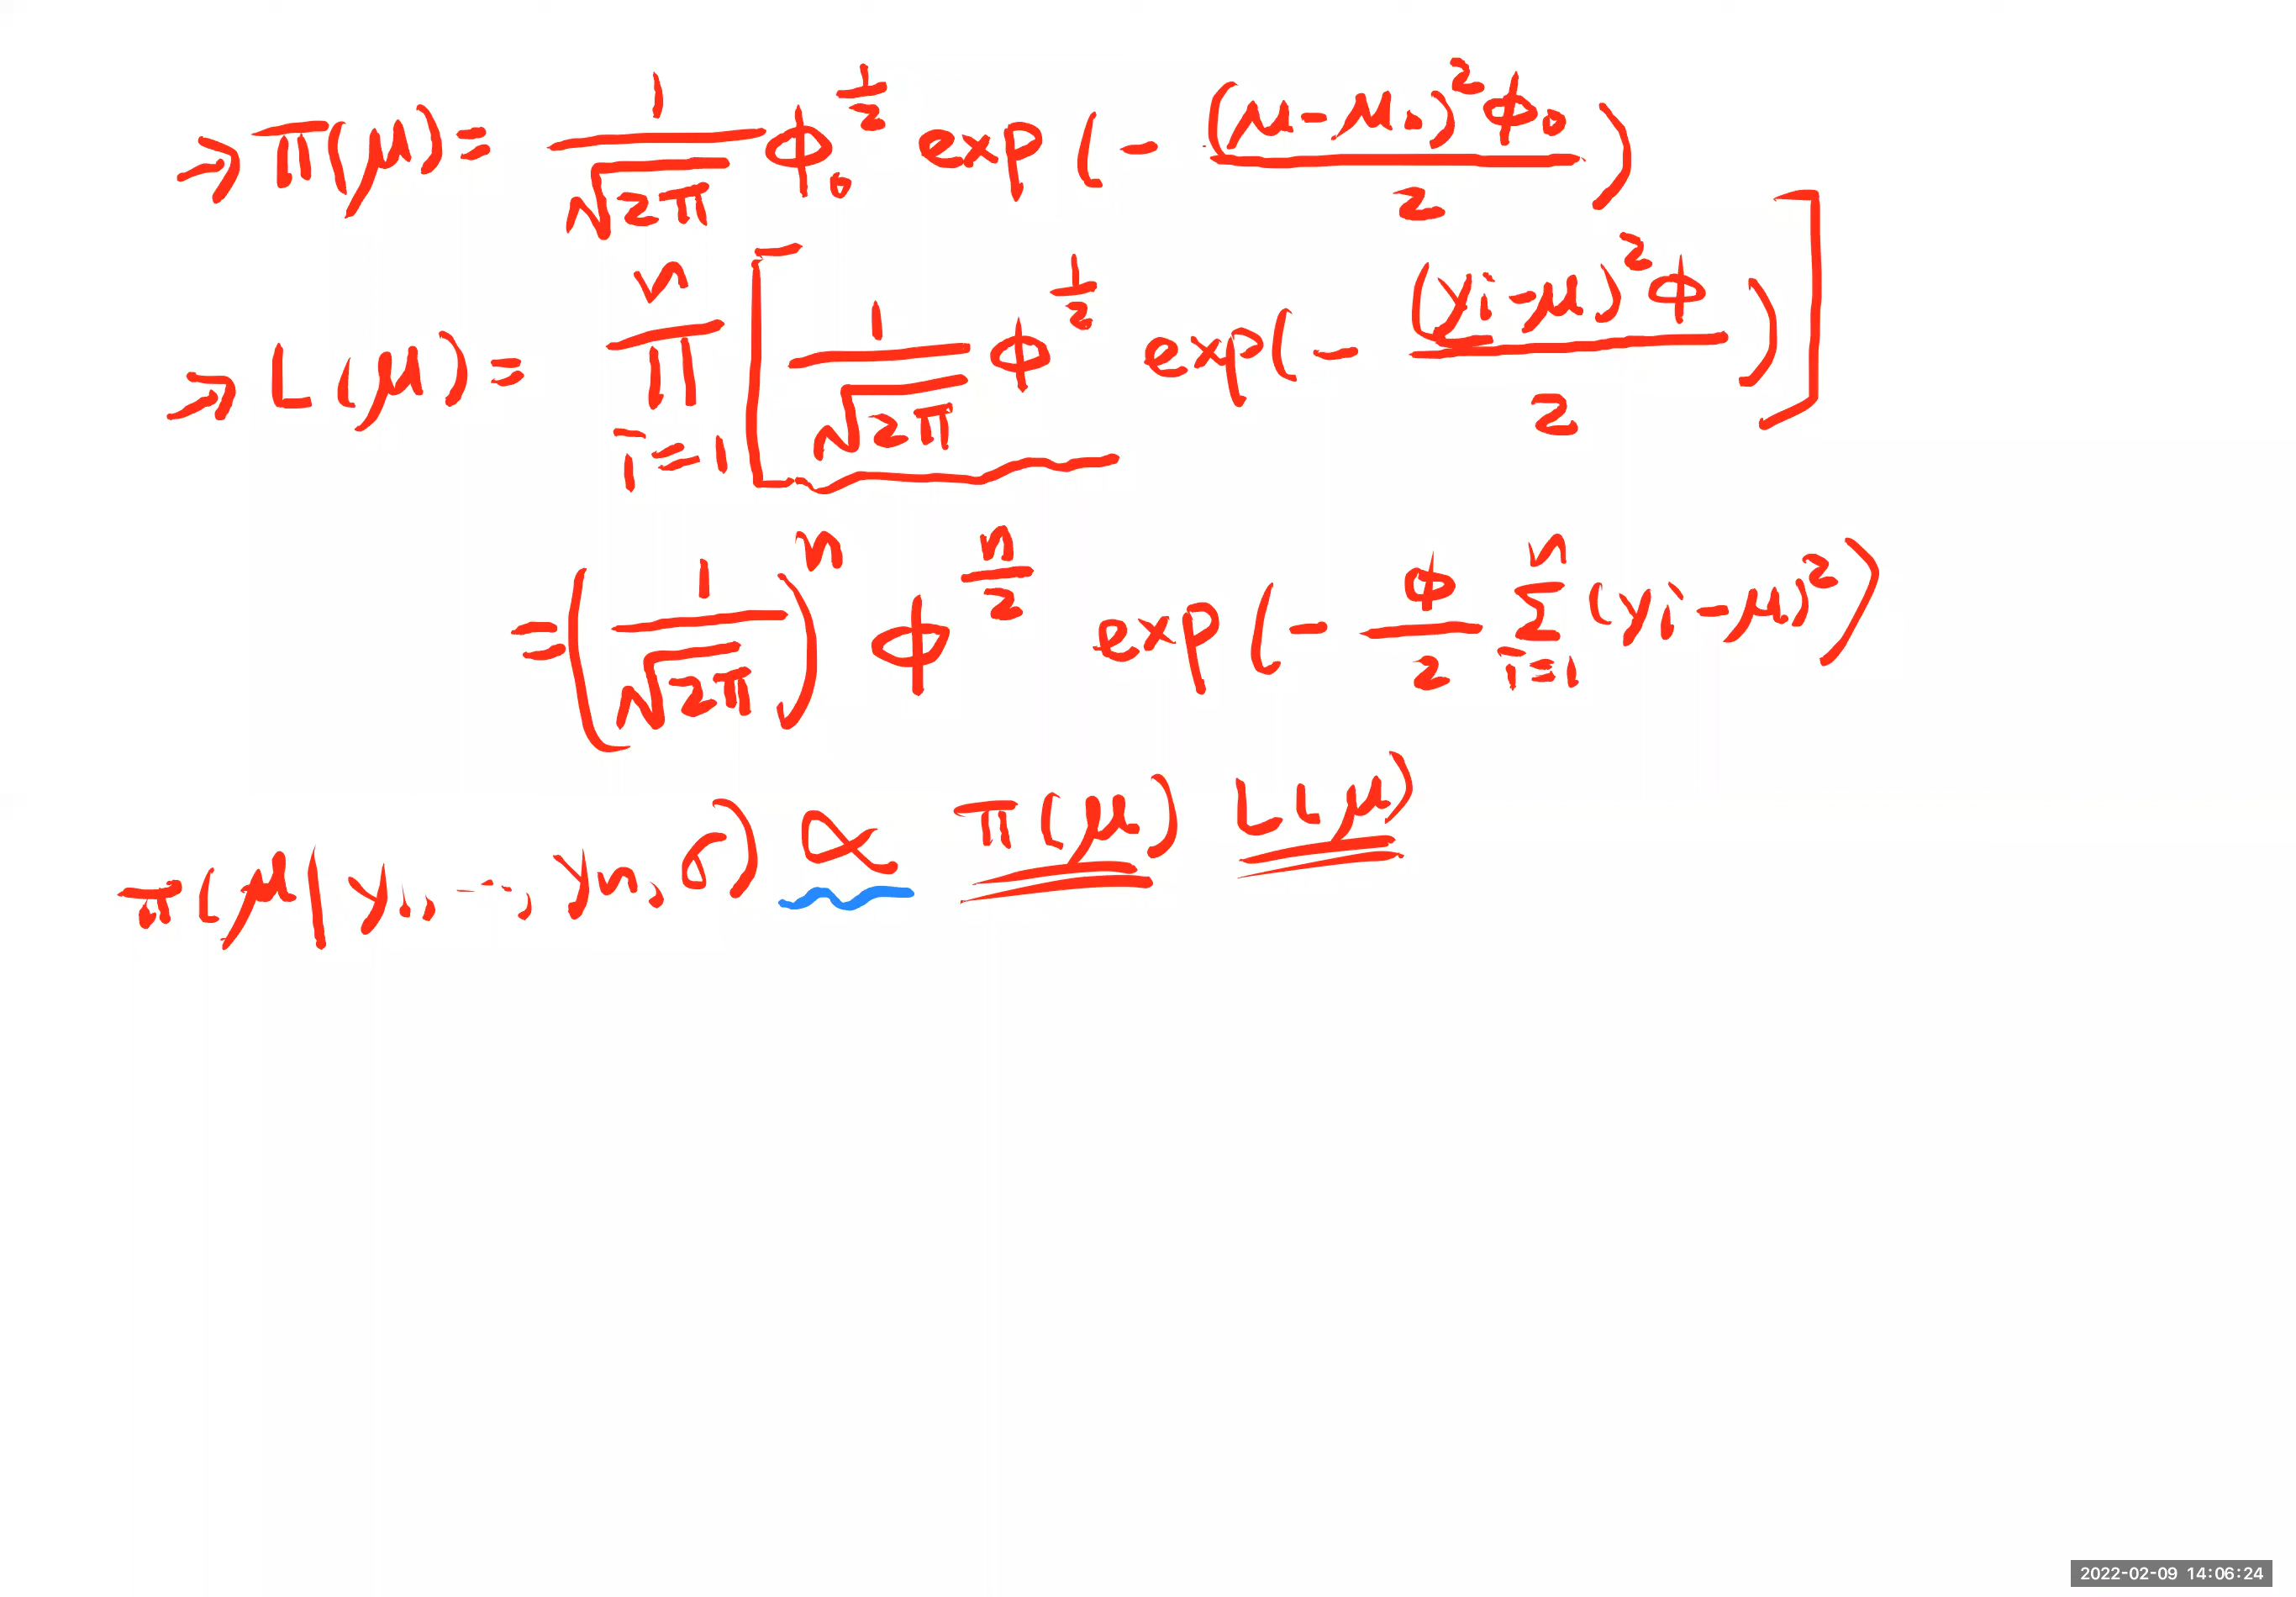 → π(μ) = 1/√2π ϕ₀^(1/2) exp(- (μ-μ₀)²ϕ₀/2)
→ L(μ) = ∏_{i=1}^{n} [1/√2π ϕ^(1/2) exp(- (yi-μ)²ϕ/2)]
= (1/√2π)^n ϕ^(n/2) exp(- ϕ/2 Σ_{i=1}^{n} (yi-μ)²)
π(μ|y₁, ..., yn, σ) ∝ π(μ) L(μ)
2022-02-09 14:06:24